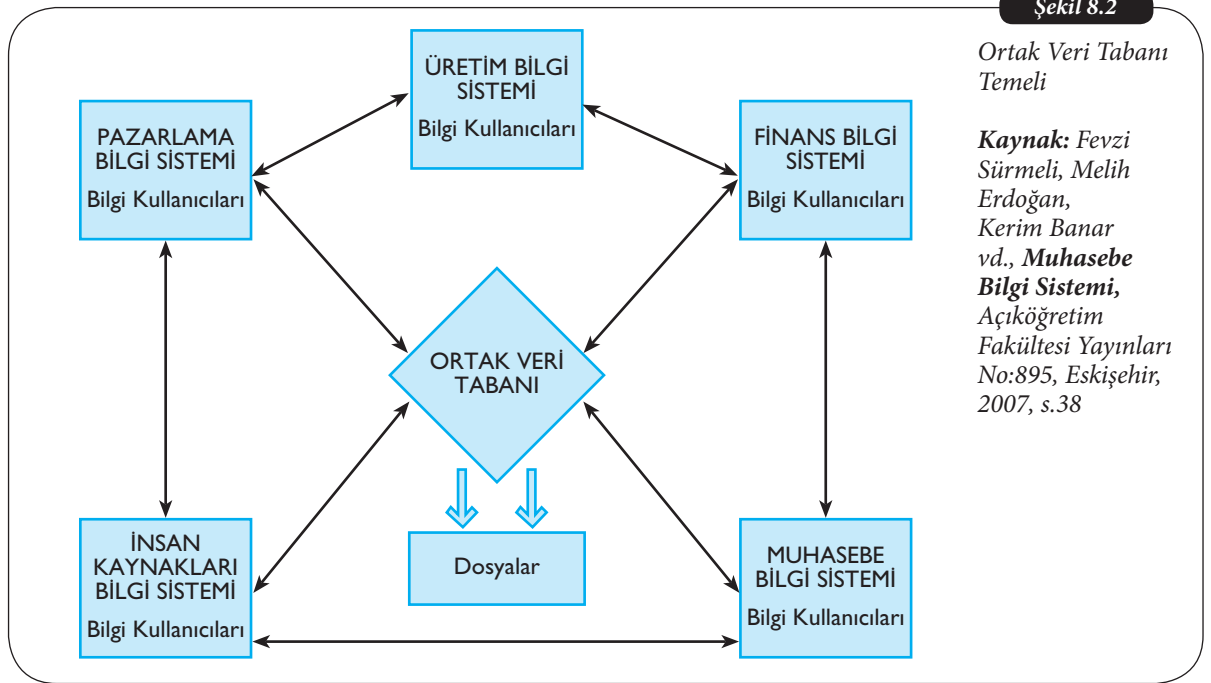 Şekil 8.2
Ortak Veri Tabanı
Temeli
Kaynak: Fevzi
Sürmeli, Melih
Erdoğan,
Kerim Banar
vd., Muhasebe
Bilgi Sistemi,
Açıköğretim
Fakültesi Yayınları
No:895, Eskişehir,
2007, s.38
ÜRETİM BİLGİ
SİSTEMİ
Bilgi Kullanıcıları
PAZARLAMA
BİLGİ SİSTEMİ
Bilgi Kullanıcıları
FİNANS BİLGİ
SİSTEMİ
Bilgi Kullanıcıları
ORTAK VERİ
TABANI
İNSAN
KAYNAKLARI
BİLGİ SİSTEMİ
Bilgi Kullanıcıları
Dosyalar
MUHASEBE
BİLGİ SİSTEMİ
Bilgi Kullanıcıları